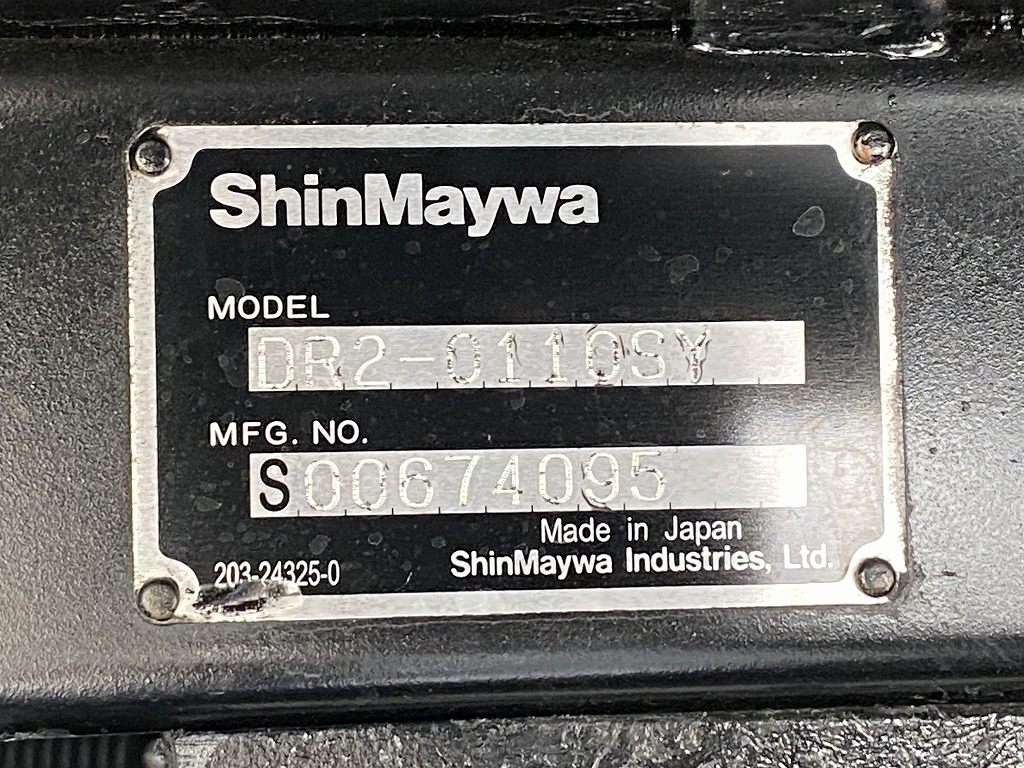 ShinMaywa
MODEL
DR2-0110SY
MFG. NO.
S00674095
Made in Japan
ShinMaywa Industries, Ltd.
203-24325-0